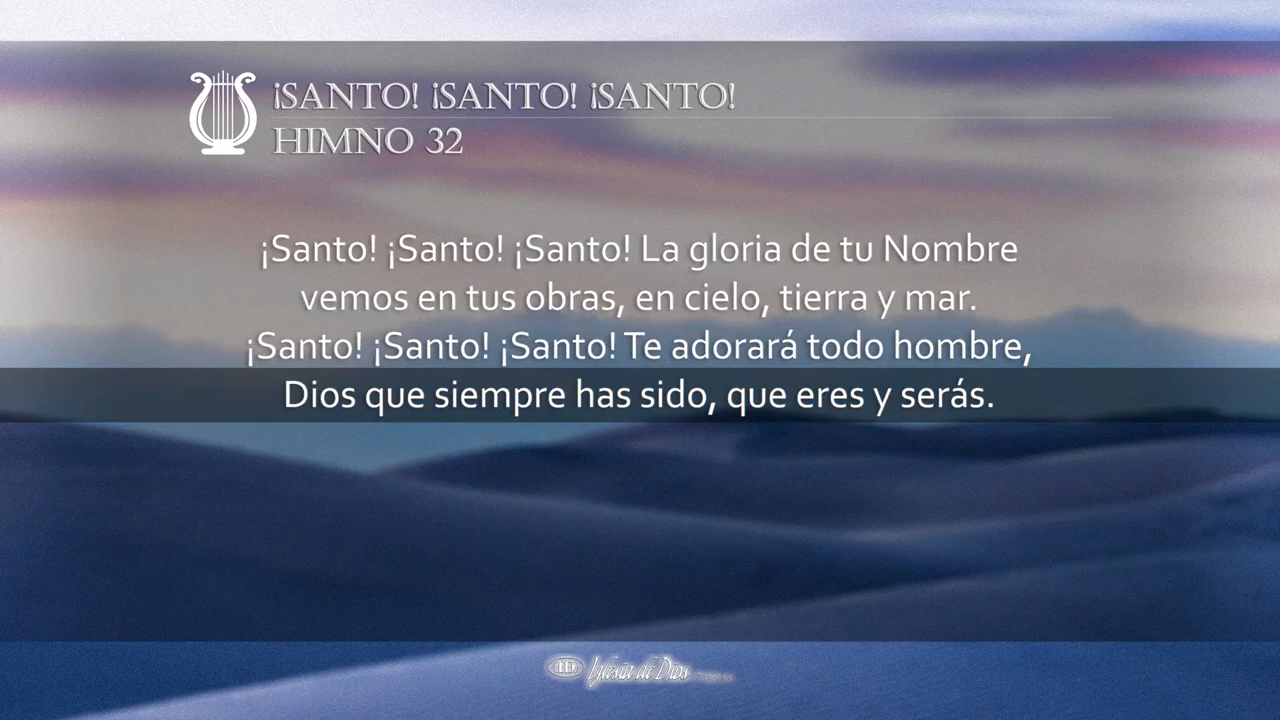 ¡SANTO! ¡SANTO! ¡SANTO!
HIMNO 32
¡Santo! ¡Santo! ¡Santo! La gloria de tu Nombre
vemos en tus obras, en cielo, tierra y mar.
¡Santo! ¡Santo! ¡Santo! Te adorará todo hombre,
Dios que siempre has sido, que eres y serás.
Iglesia de Dios